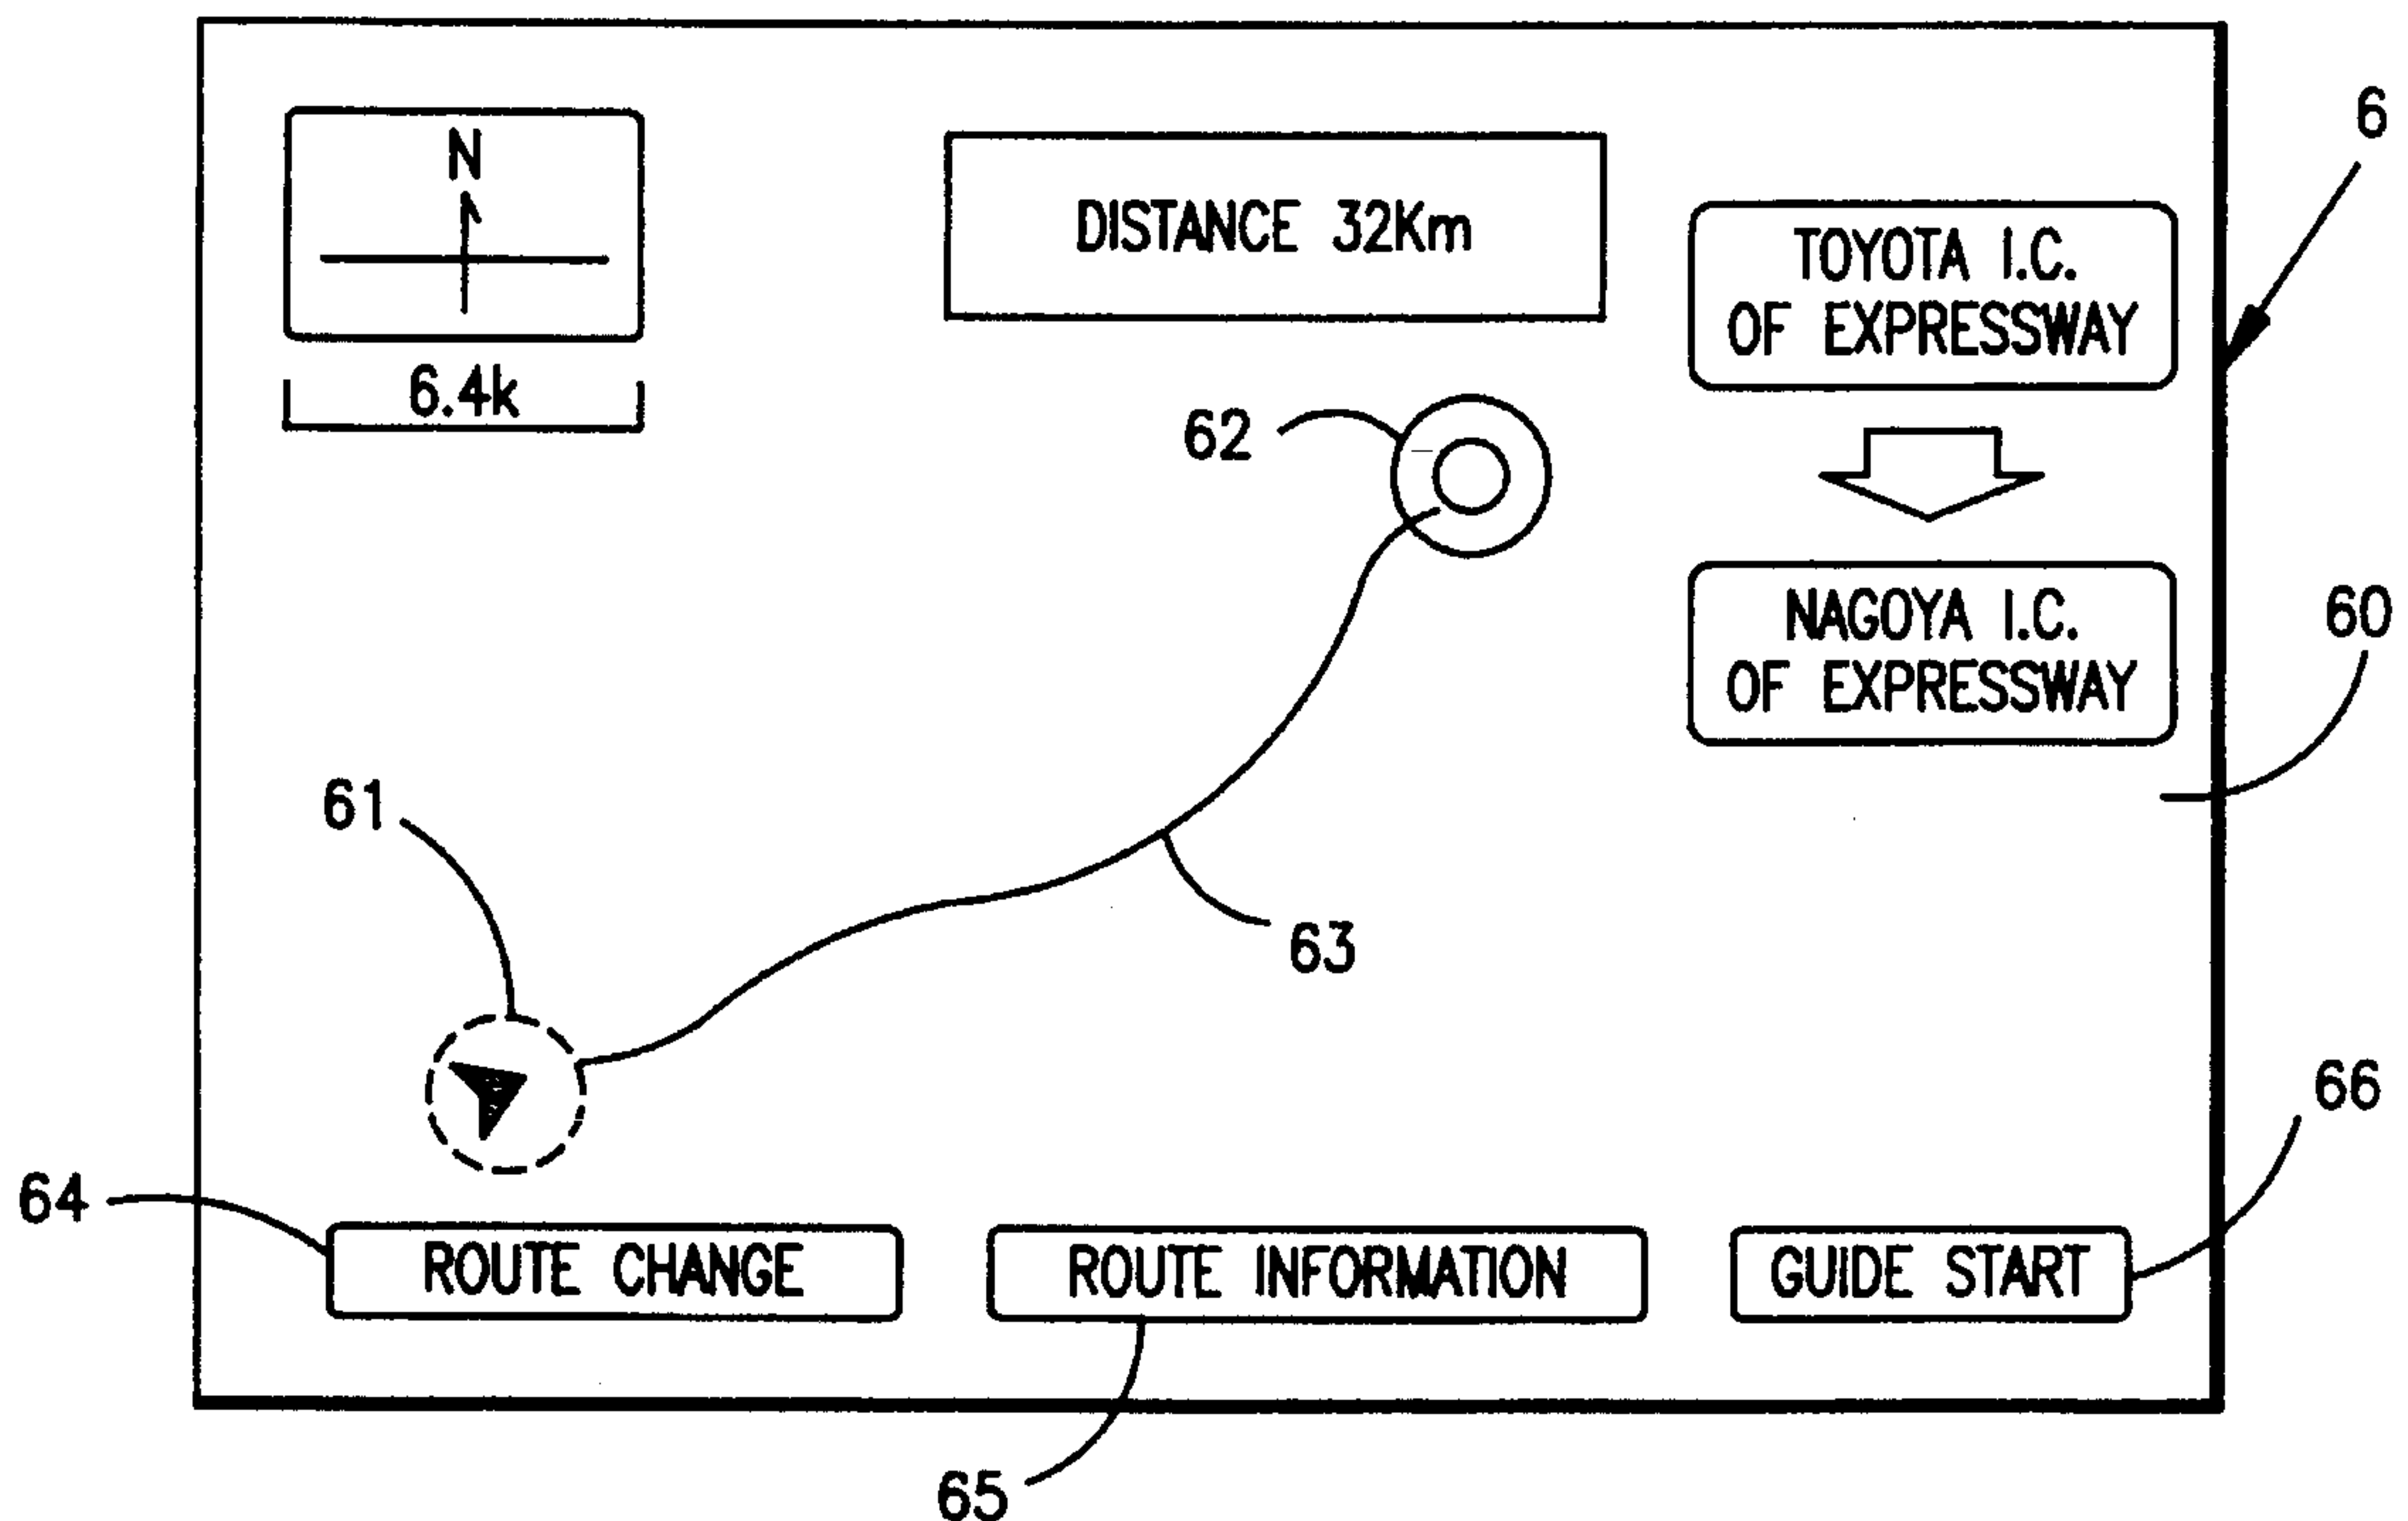 6
N
DISTANCE 32Km
TOYOTA I.C.
OF EXPRESSWAY
6.4k
62
NAGOYA I.C.
OF EXPRESSWAY
60
61
63
66
64
ROUTE CHANGE
ROUTE INFORMATION
GUIDE START
65